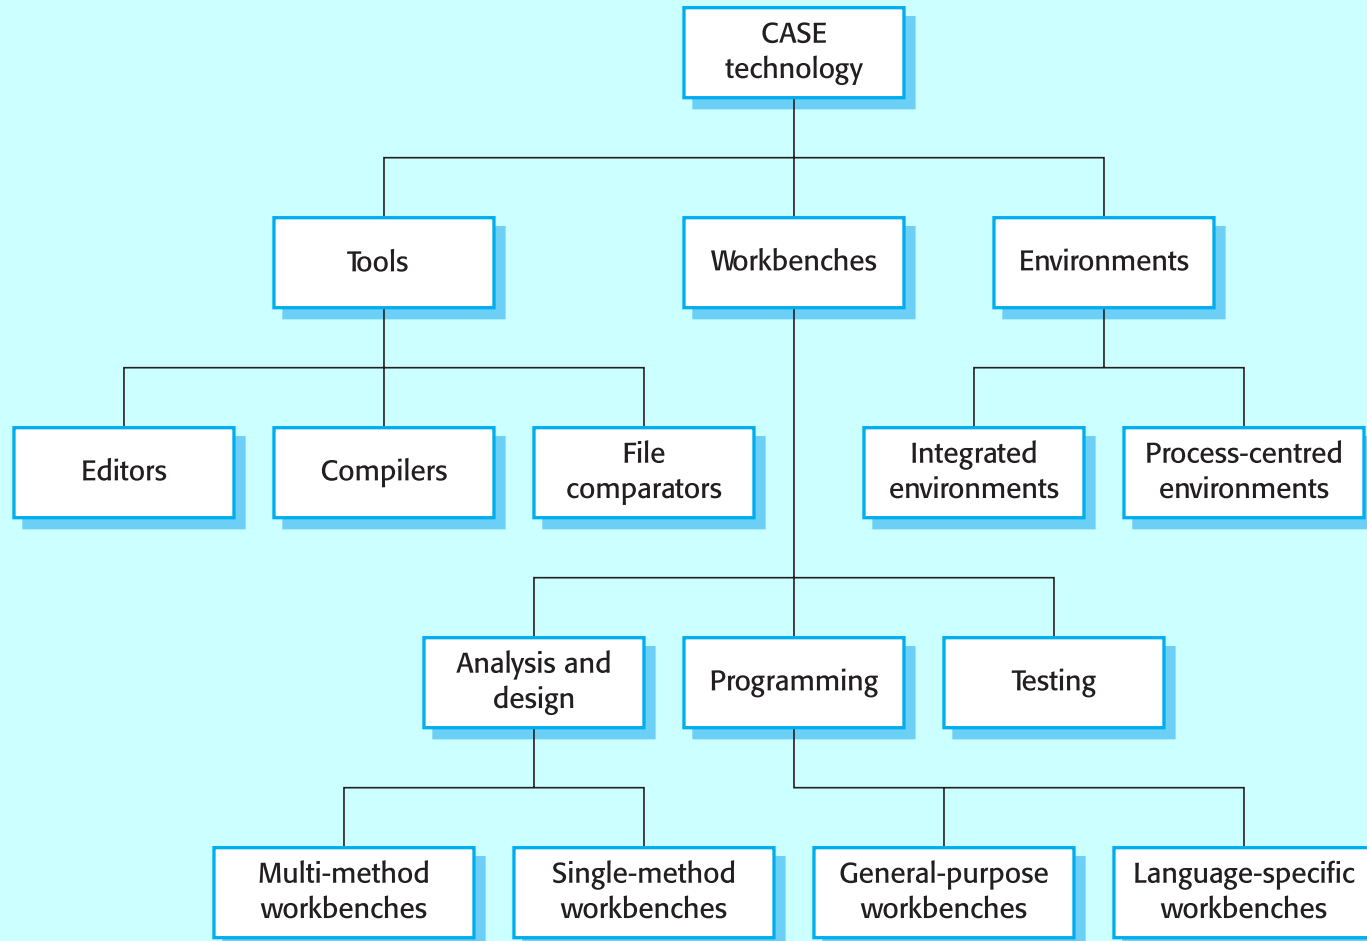 CASE
technology
Tools
Workbenches
Environments
Editors
Compilers
File
comparators
Integrated
environments
Process-centred
environments
Analysis and
design
Programming
Testing
Multi-method
workbenches
Single-method
workbenches
General-purpose
workbenches
Language-specific
workbenches